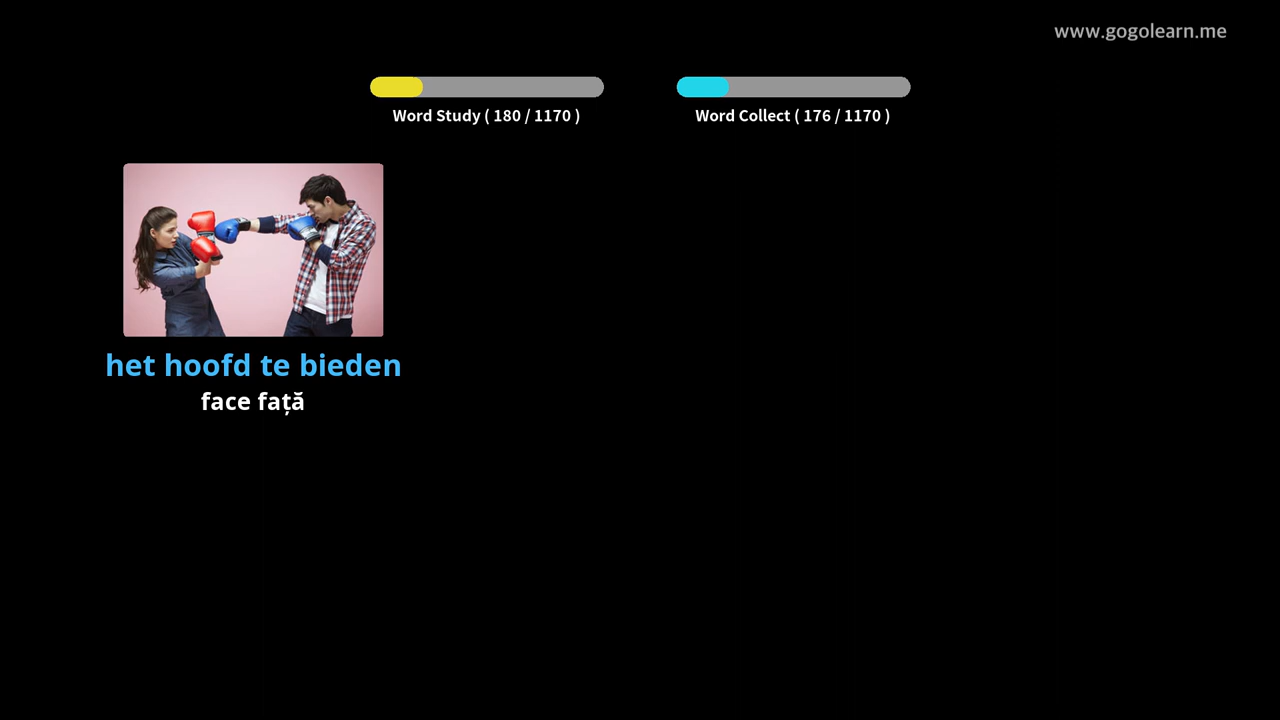 www.gogolearn.me
Word Study ( 180 / 1170 )
Word Collect ( 176 / 1170 )
het hoofd te bieden
face față